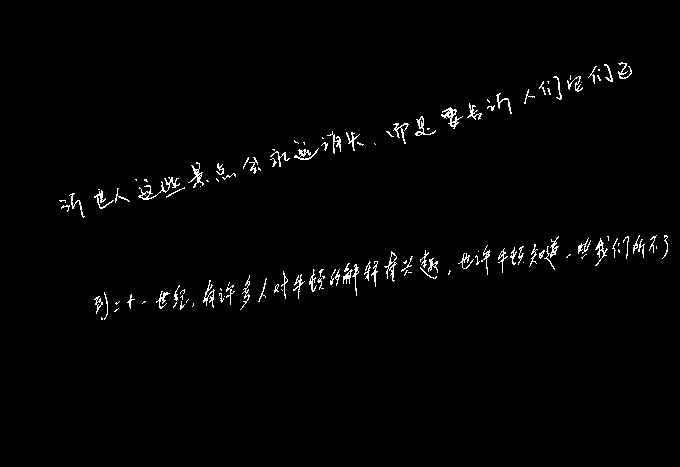 诉世人这些景点会永远消失，而是要告诉人们它们正
到二十一世纪，有许多人对牛顿的解释有兴趣，也许牛顿知道一些我们所不了